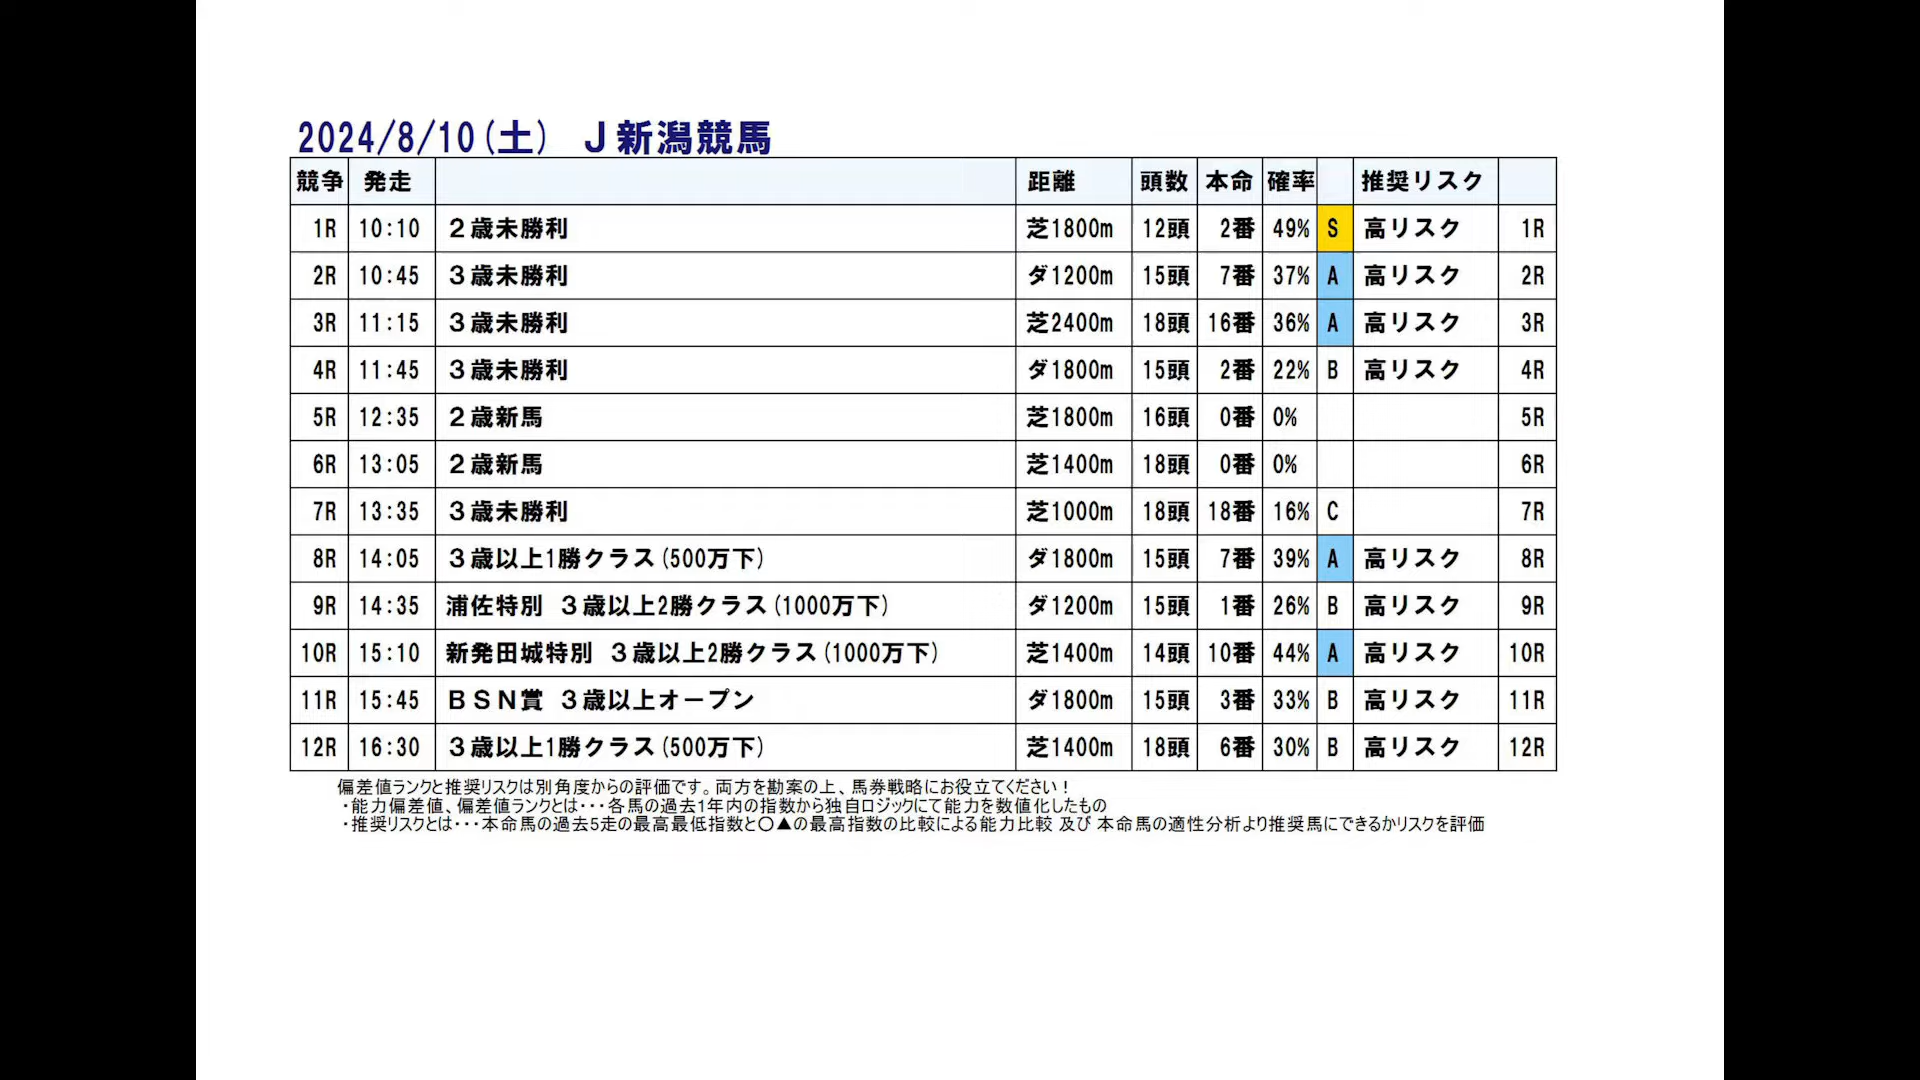 2024/8/10(土) Ｊ新潟競馬
競争 発走 距離 頭数 本命 確率 推奨リスク
1R 10:10 ２歳未勝利 芝1800m 12頭 2番 49% S 高リスク 1R
2R 10:45 ３歳未勝利 ダ1200m 15頭 7番 37% A 高リスク 2R
3R 11:15 ３歳未勝利 芝2400m 18頭 16番 36% A 高リスク 3R
4R 11:45 ３歳未勝利 ダ1800m 15頭 2番 22% B 高リスク 4R
5R 12:35 ２歳新馬 芝1800m 16頭 0番 0% 5R
6R 13:05 ２歳新馬 芝1400m 18頭 0番 0% 6R
7R 13:35 ３歳未勝利 芝1000m 18頭 18番 16% C 7R
8R 14:05 ３歳以上1勝クラス(500万下) ダ1800m 15頭 7番 39% A 高リスク 8R
9R 14:35 浦佐特別 ３歳以上2勝クラス(1000万下) ダ1200m 15頭 1番 26% B 高リスク 9R
10R 15:10 新発田城特別 ３歳以上2勝クラス(1000万下) 芝1400m 14頭 10番 44% A 高リスク 10R
11R 15:45 ＢＳＮ賞 ３歳以上オープン ダ1800m 15頭 3番 33% B 高リスク 11R
12R 16:30 ３歳以上1勝クラス(500万下) 芝1400m 18頭 6番 30% B 高リスク 12R
偏差値ランクと推奨リスクは別角度からの評価です。両方を勘案の上、馬券戦略にお役立てください！
・能力偏差値、偏差値ランクとは・・・各馬の過去1年内の指数から独自ロジックにて能力を数値化したもの
・推奨リスクとは・・・本命馬の過去5走の最高最低指数と〇▲の最高指数の比較による能力比較 及び 本命馬の適性分析より推奨馬にできるかリスクを評価